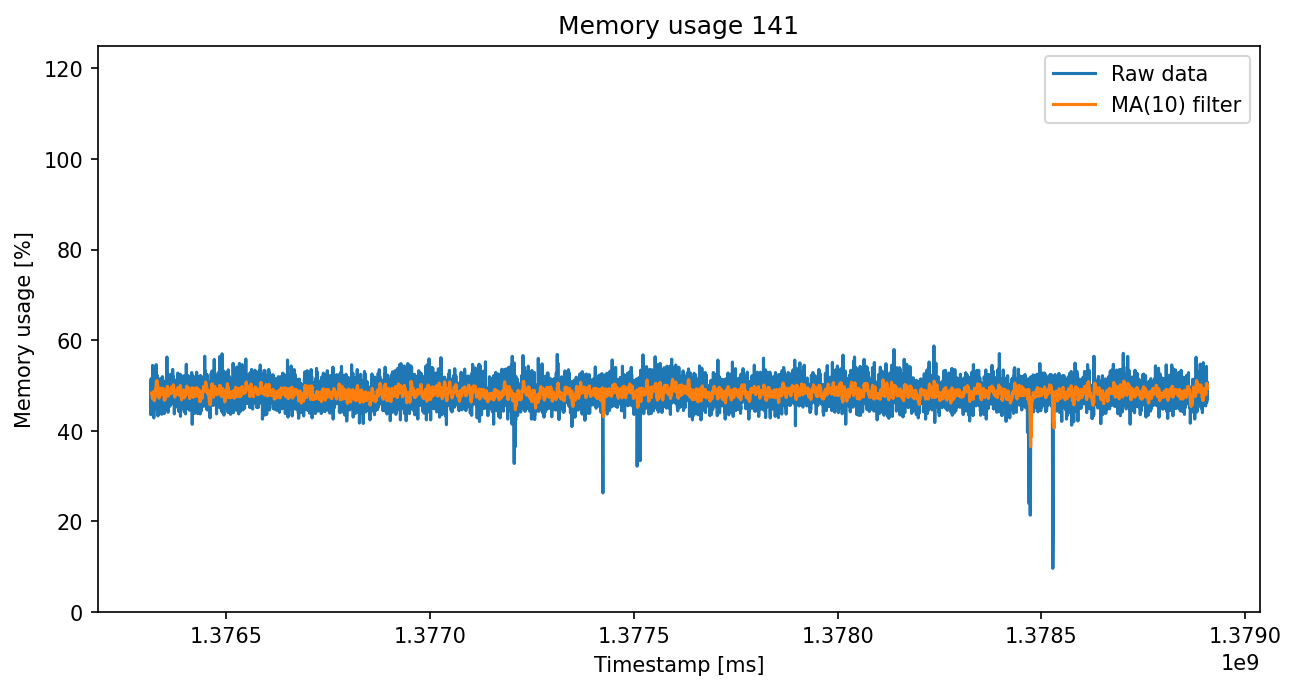 Memory usage 141
Raw data
MA(10) filter
Memory usage [%]
120
100
80
60
40
20
0
1.3765 1.3770 1.3775 1.3780 1.3785 1.3790
1e9
Timestamp [ms]